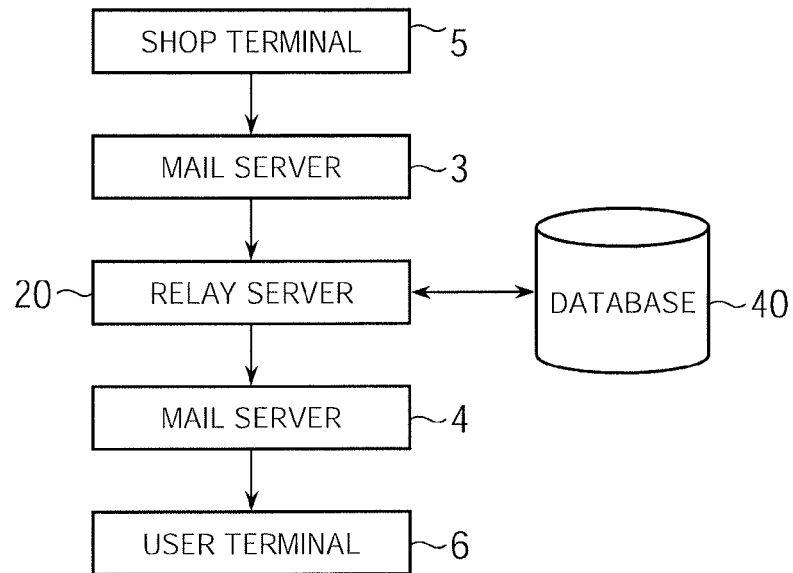 SHOP TERMINAL 5
MAIL SERVER 3
20 RELAY SERVER DATABASE 40
MAIL SERVER 4
USER TERMINAL 6